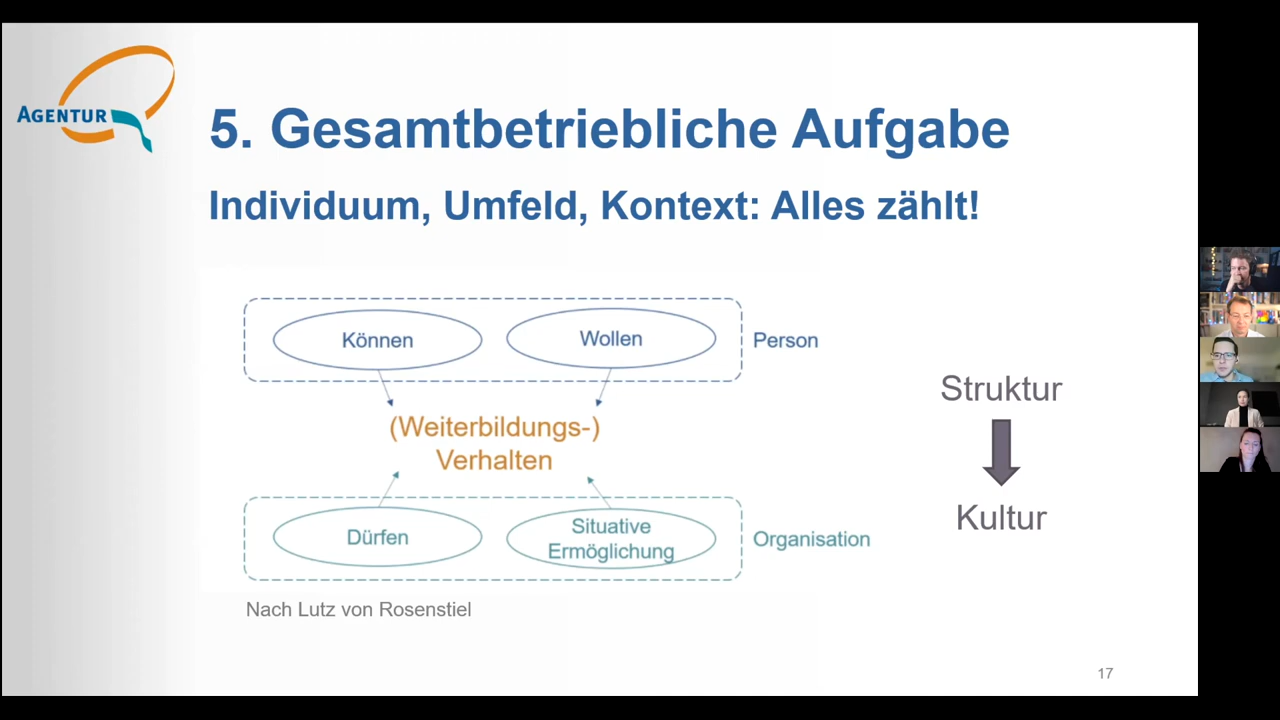 AGENTUR
5. Gesamtbetriebliche Aufgabe
Individuum, Umfeld, Kontext: Alles zählt!
Können
Wollen
Person
(Weiterbildungs-)
Verhalten
Dürfen
Situative
Ermöglichung
Organisation
Struktur
Kultur
Nach Lutz von Rosenstiel
17